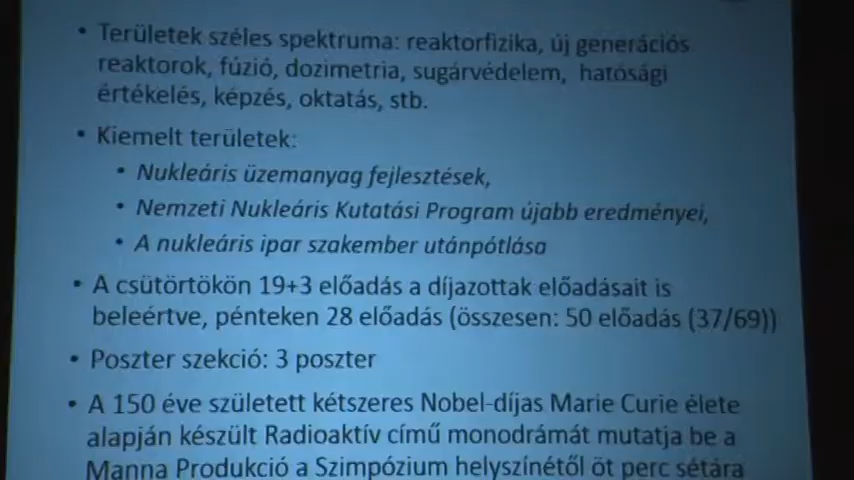 • Területek széles spektruma: reaktorfizika, új generációs
reaktorok, fúzió, dozimetria, sugárvédelem, hatósági
értékelés, képzés, oktatás, stb.
• Kiemelt területek:
• Nukleáris üzemanyag fejlesztések,
• Nemzeti Nukleáris Kutatási Program újabb eredményei,
• A nukleáris ipar szakember utánpótlása
• A csütörtökön 19+3 előadás a díjazottak előadásait is
beleértve, pénteken 28 előadás (összesen: 50 előadás (37/69))
• Poszter szekció: 3 poszter
• A 150 éve született kétszeres Nobel-díjas Marie Curie élete
alapján készült Radioaktív című monodrámát mutatja be a
Manna Produkció a Szimpózium helyszínétől öt perc sétára